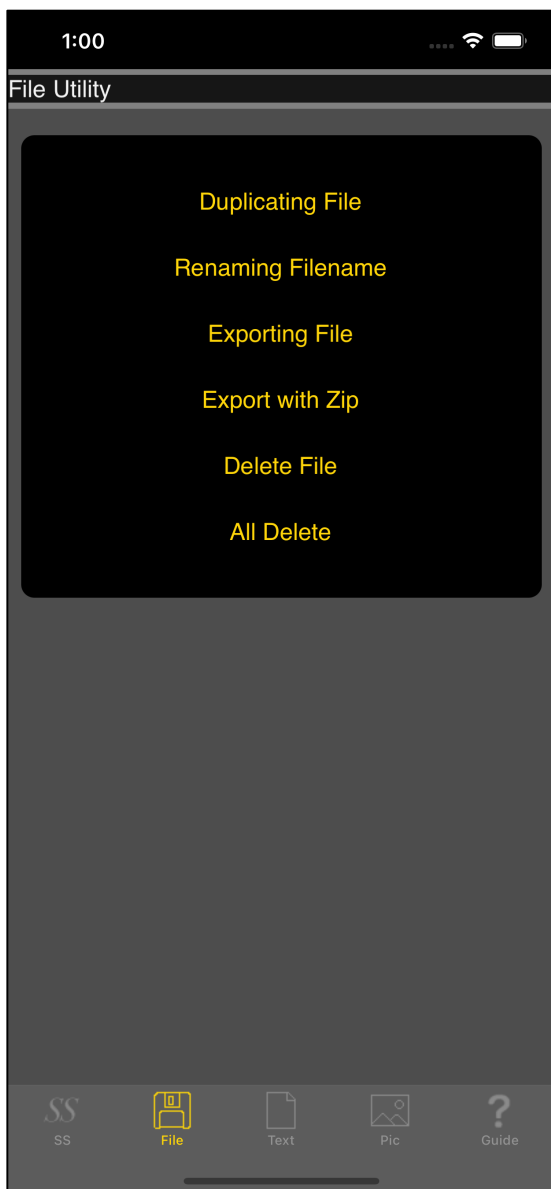 1:00
File Utility
Duplicating File
Renaming Filename
Exporting File
Export with Zip
Delete File
All Delete
SS
SS
File
Text
Pic
?
Guide